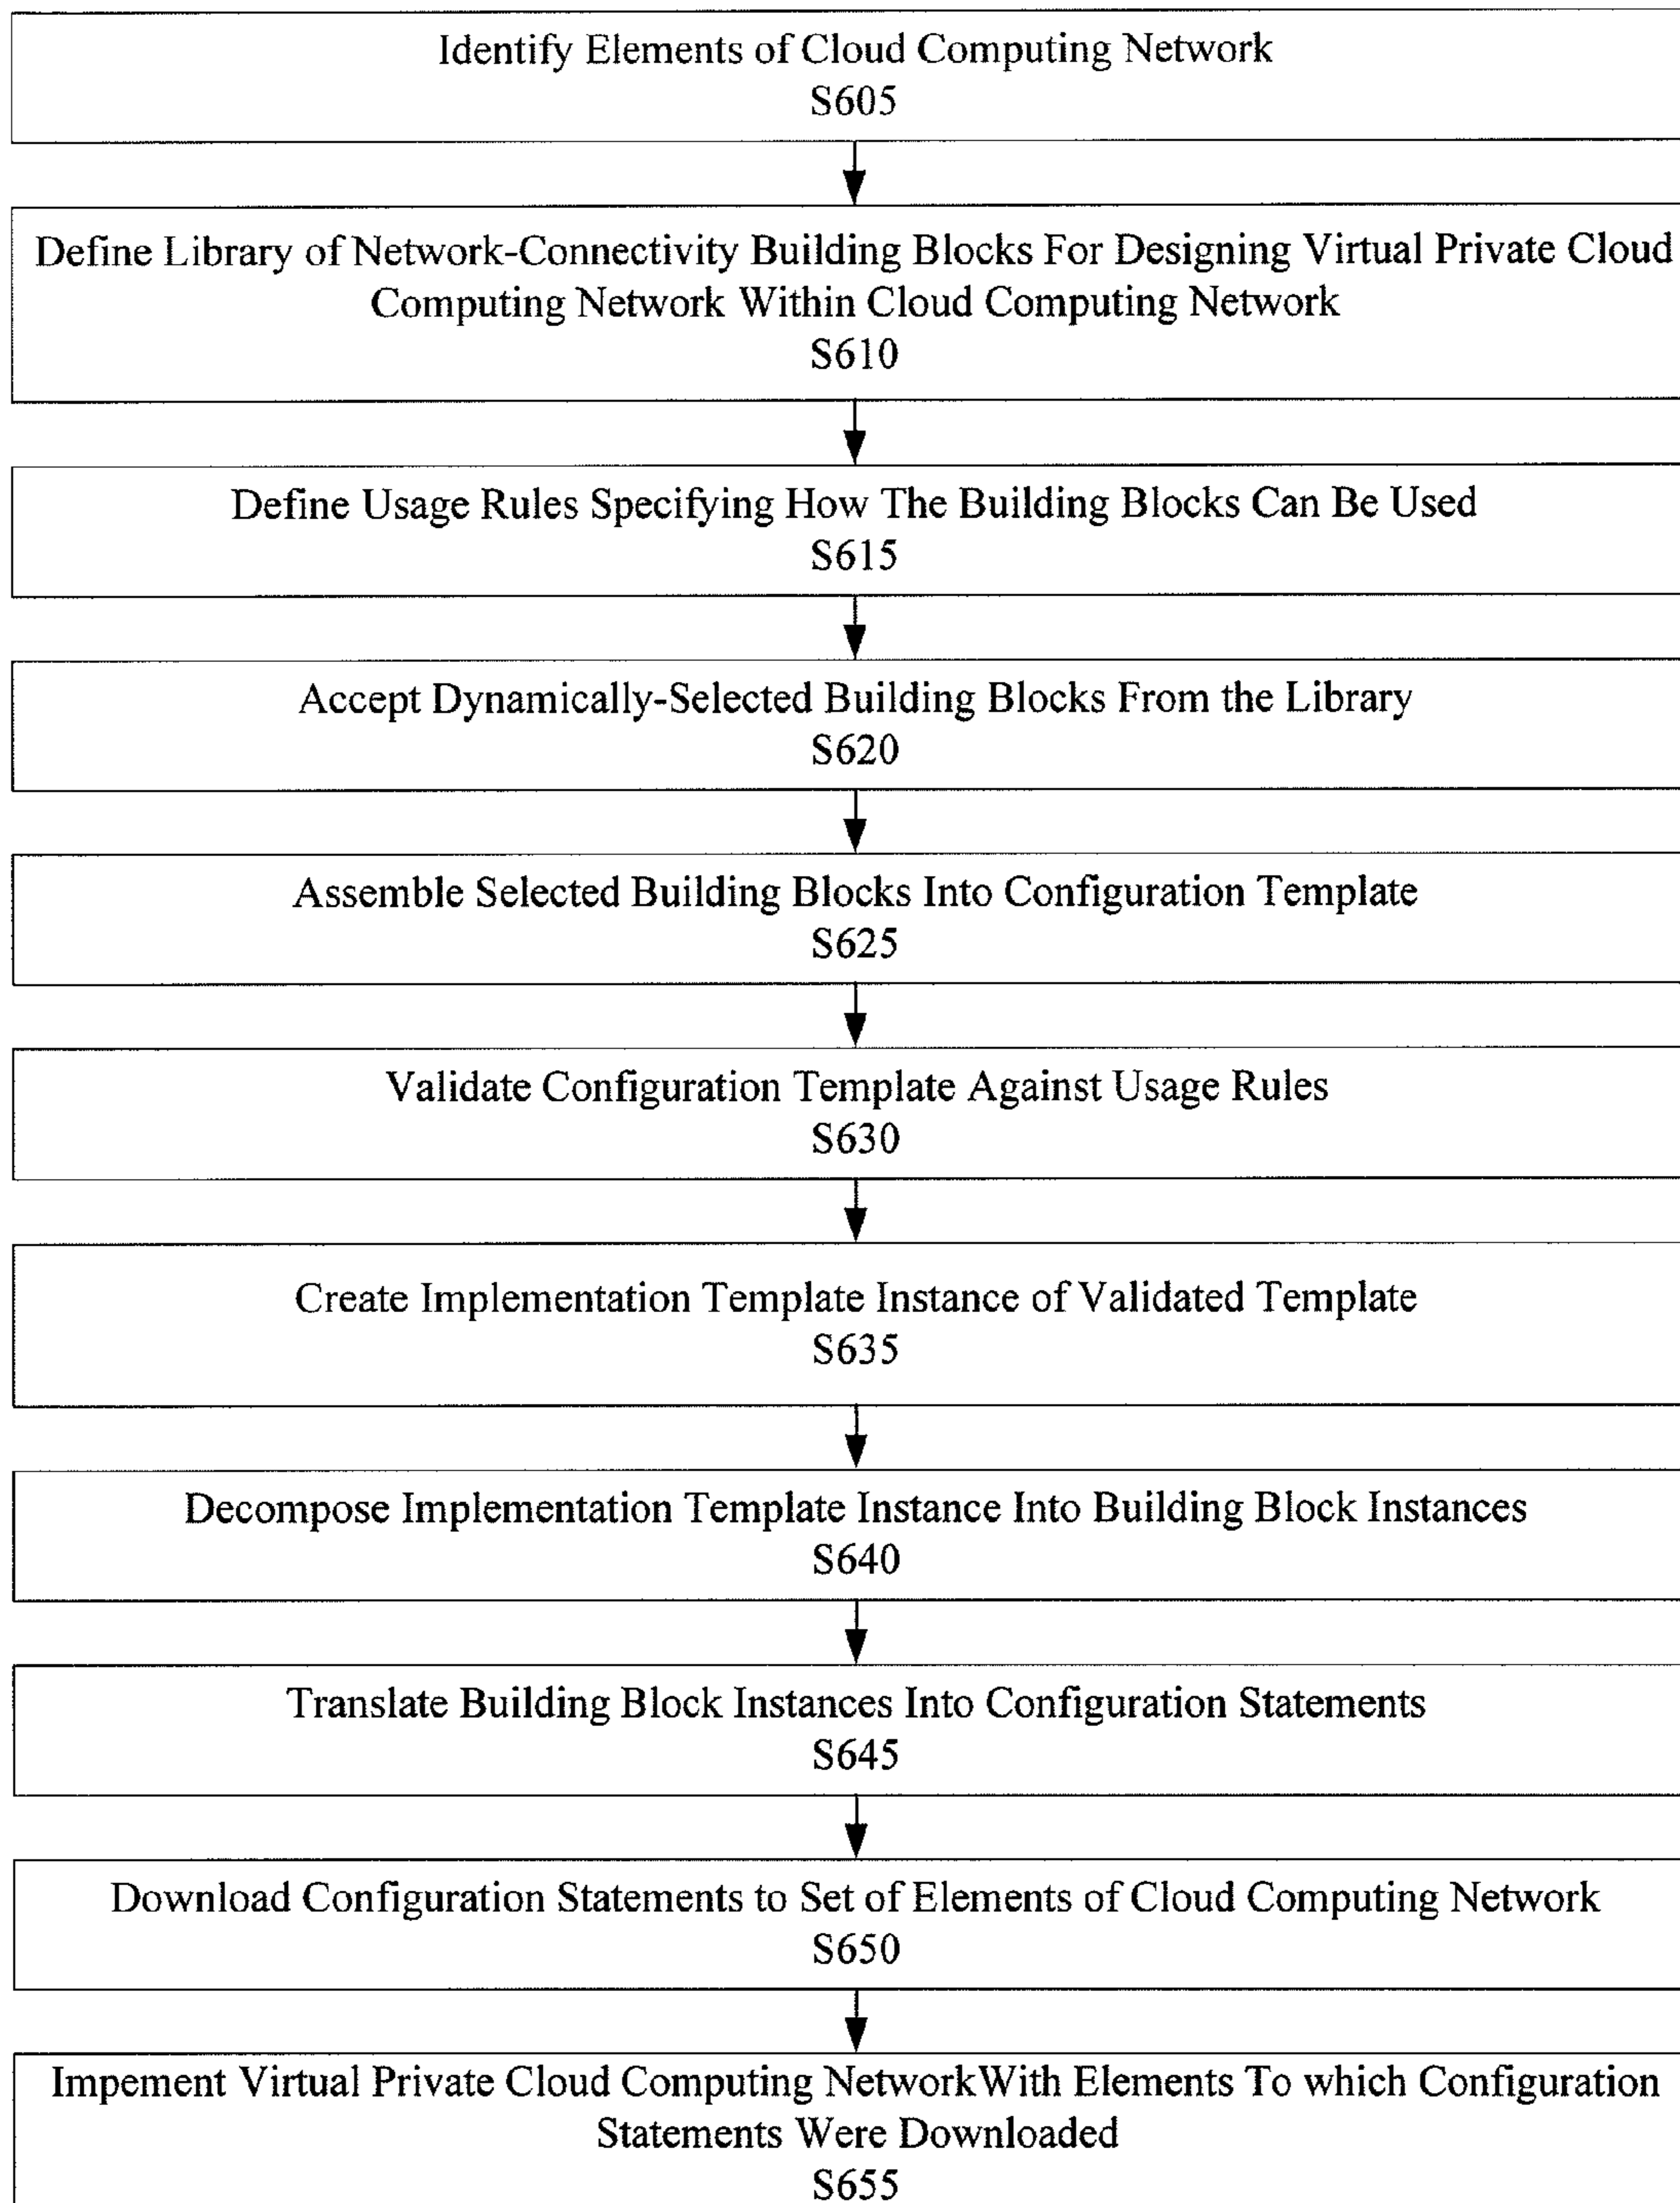 Identify Elements of Cloud Computing Network
S605
Define Library of Network-Connectivity Building Blocks For Designing Virtual Private Cloud
Computing Network Within Cloud Computing Network
S610
Define Usage Rules Specifying How The Building Blocks Can Be Used
S615
Accept Dynamically-Selected Building Blocks From the Library
S620
Assemble Selected Building Blocks Into Configuration Template
S625
Validate Configuration Template Against Usage Rules
S630
Create Implementation Template Instance of Validated Template
S635
Decompose Implementation Template Instance Into Building Block Instances
S640
Translate Building Block Instances Into Configuration Statements
S645
Download Configuration Statements to Set of Elements of Cloud Computing Network
S650
Impement Virtual Private Cloud Computing NetworkWith Elements To which Configuration
Statements Were Downloaded
S655